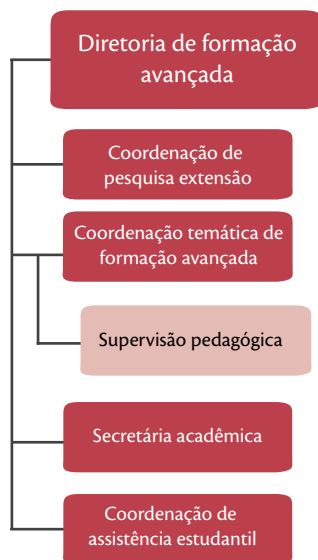 Diretoria de formação
avançada
Coordenação de
pesquisa extensão
Coordenação temática de
formação avançada
Supervisão pedagógica
Secretária acadêmica
Coordenação de
assistência estudantil